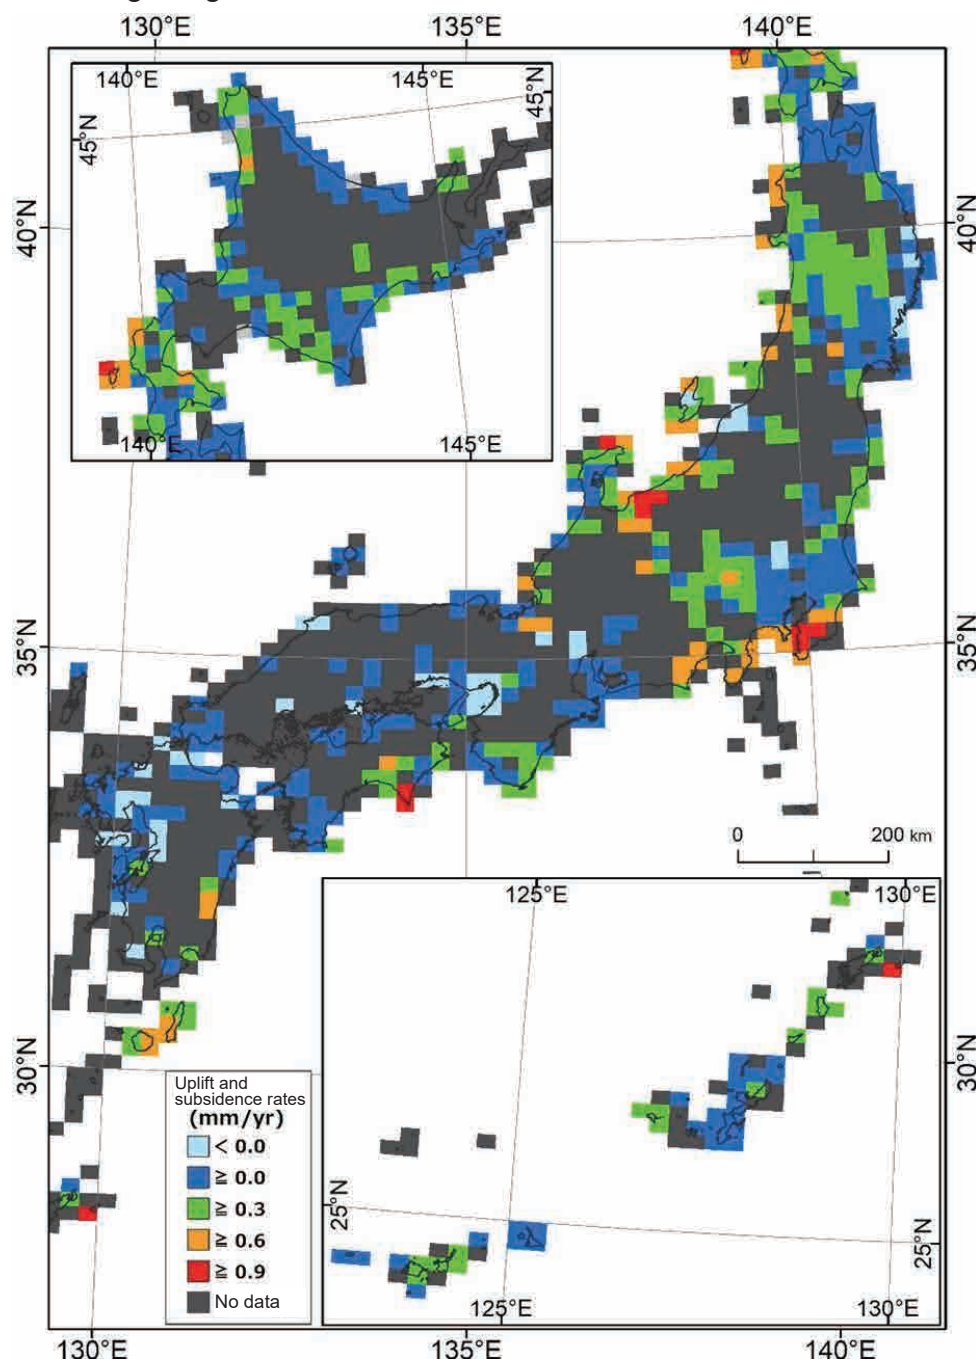 130°E
135°E
140°E
140°E
145°E
45°N
45°N
40°N
40°N
140°E
145°E
35°N
35°N
0
200 km
125°E
130°E
30°N
30°N
Uplift and
subsidence rates
(mm/yr)
< 0.0
≧ 0.0
≧ 0.3
≧ 0.6
≧ 0.9
No data
25°N
25°N
125°E
130°E
130°E
135°E
140°E